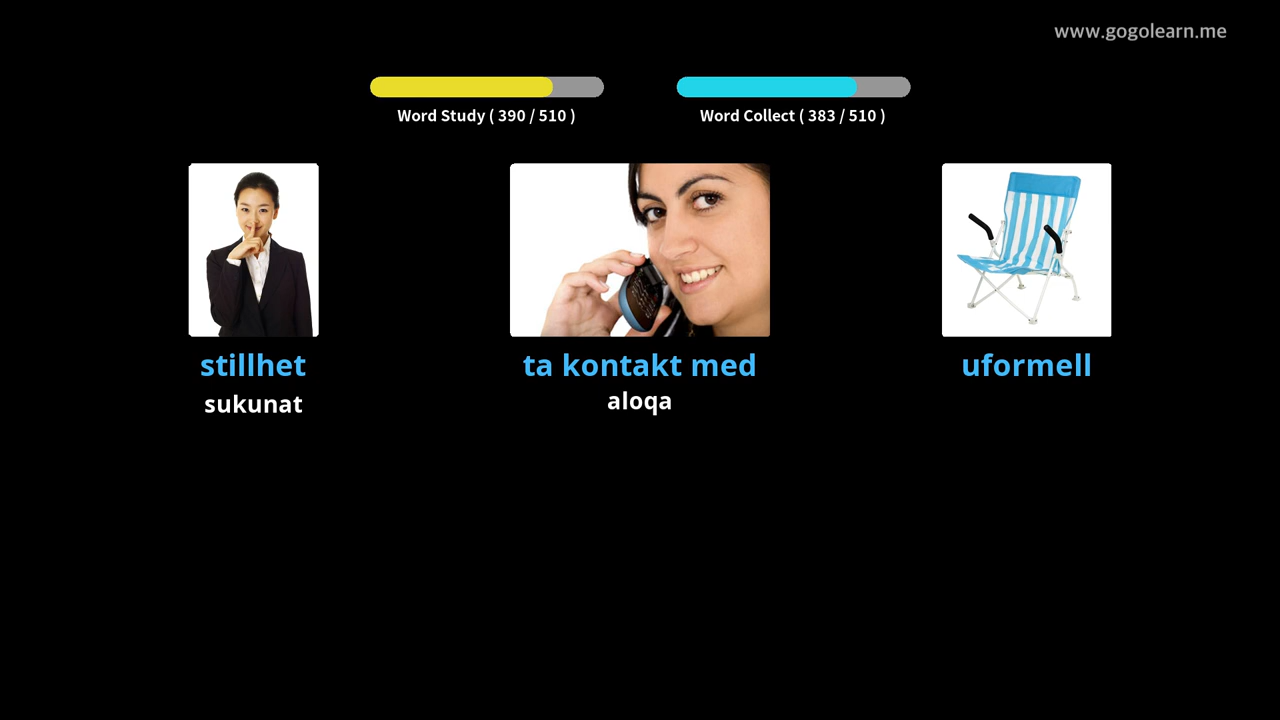 www.gogolearn.me
Word Study ( 390 / 510 )
Word Collect ( 383 / 510 )
stillhet
sukunat
ta kontakt med
aloqa
uformell